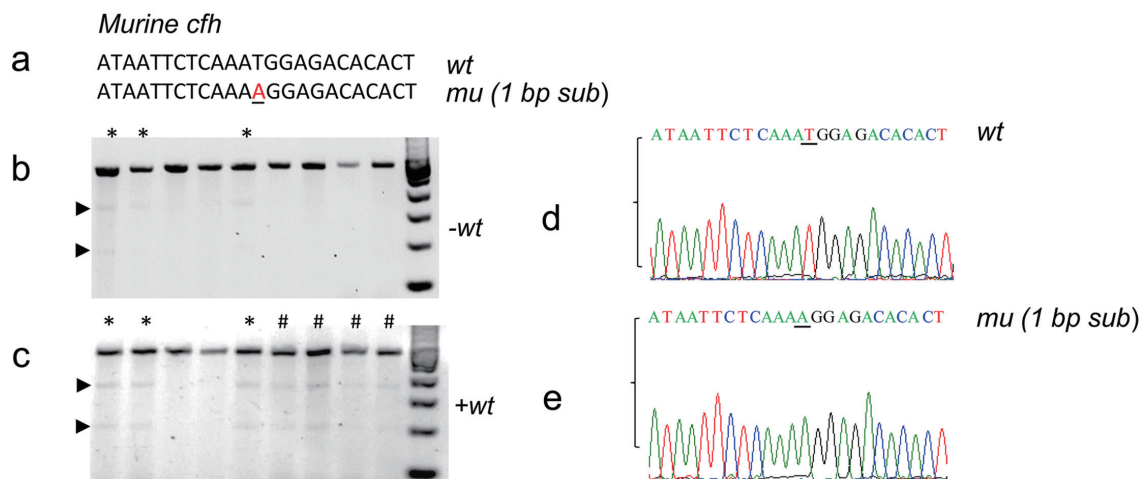 Murine cfh
a
ATAATTCTCAAATGGAGACACACT wt
ATAATTCTCAAAAGGAGACACACT mu (1 bp sub)
* * *
b
-wt
* * * # # # #
c
+wt
ATAATTCTCAAATGGAGACACACT wt
d
ATAATTCTCAAAAGGAGACACACT mu (1 bp sub)
e